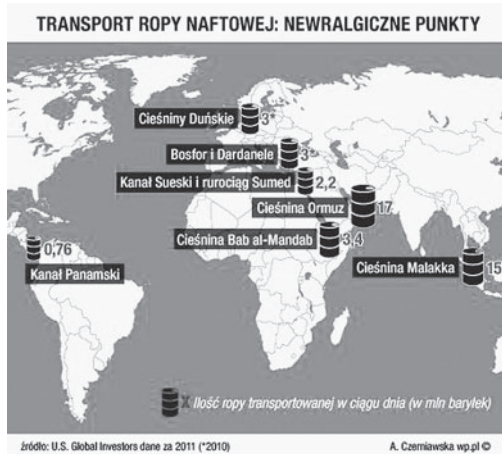 TRANSPORT ROPY NAFTOWEJ: NEWRALGICZNE PUNKTY
Cieśniny Duńskie
3*
Bosfor i Dardanele
3*
Kanał Sueski i rurociąg Sumed
2,2
Cieśnina Ormuz
17
Cieśnina Bab al-Mandab
3,4
0,76
Kanał Panamski
Cieśnina Malakka
15
X Ilość ropy transportowanej w ciągu dnia (w mln baryłek)
źródło: U.S. Global Investors dane za 2011 (*2010)
A. Czerniawska wp.pl ©